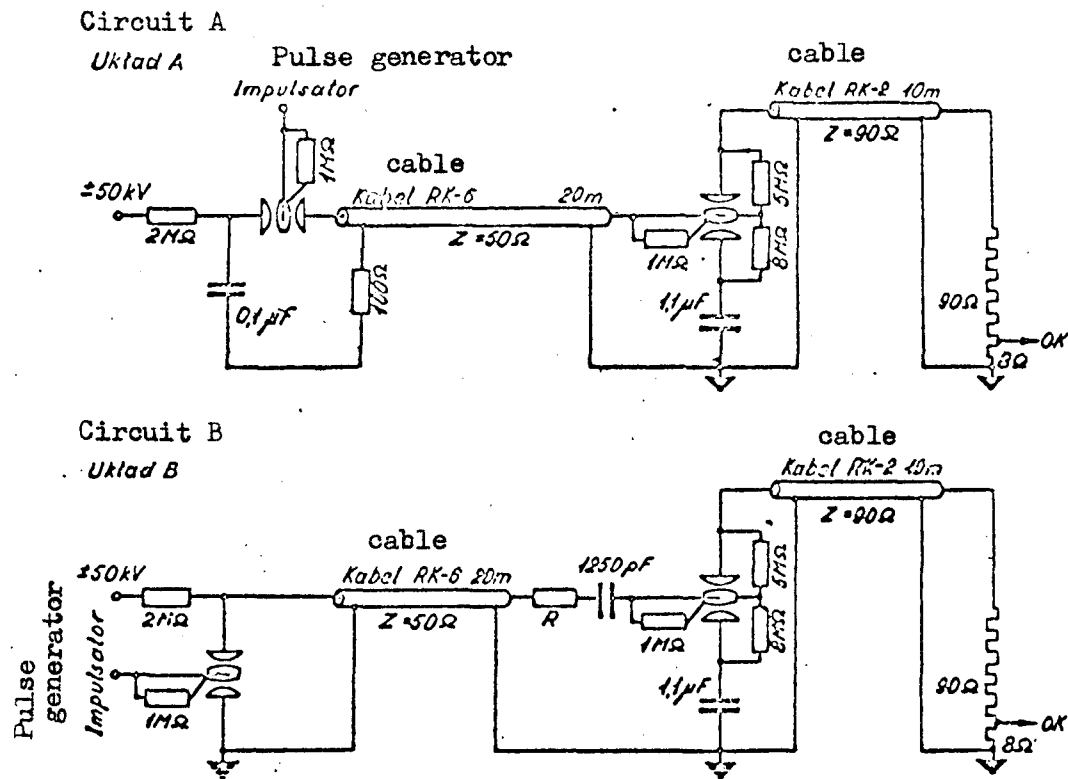 Circuit A
Układ A
Pulse generator
Impulsator
1MΩ
cable
Kabel RK-2 10m
Z=90Ω
±50kV
2MΩ
cable
Kabel RK-6 20m
Z=50Ω
0,1μF
100Ω
1MΩ
5MΩ
8MΩ
1,1μF
90Ω
OK
3Ω
Circuit B
Układ B
cable
Kabel RK-2 10m
Z=90Ω
cable
Kabel RK-6 20m
Z=50Ω
1250pF
±50kV
2MΩ
R
1MΩ
5MΩ
8MΩ
Pulse generator
Impulsator
1MΩ
1,1μF
90Ω
OK
8Ω